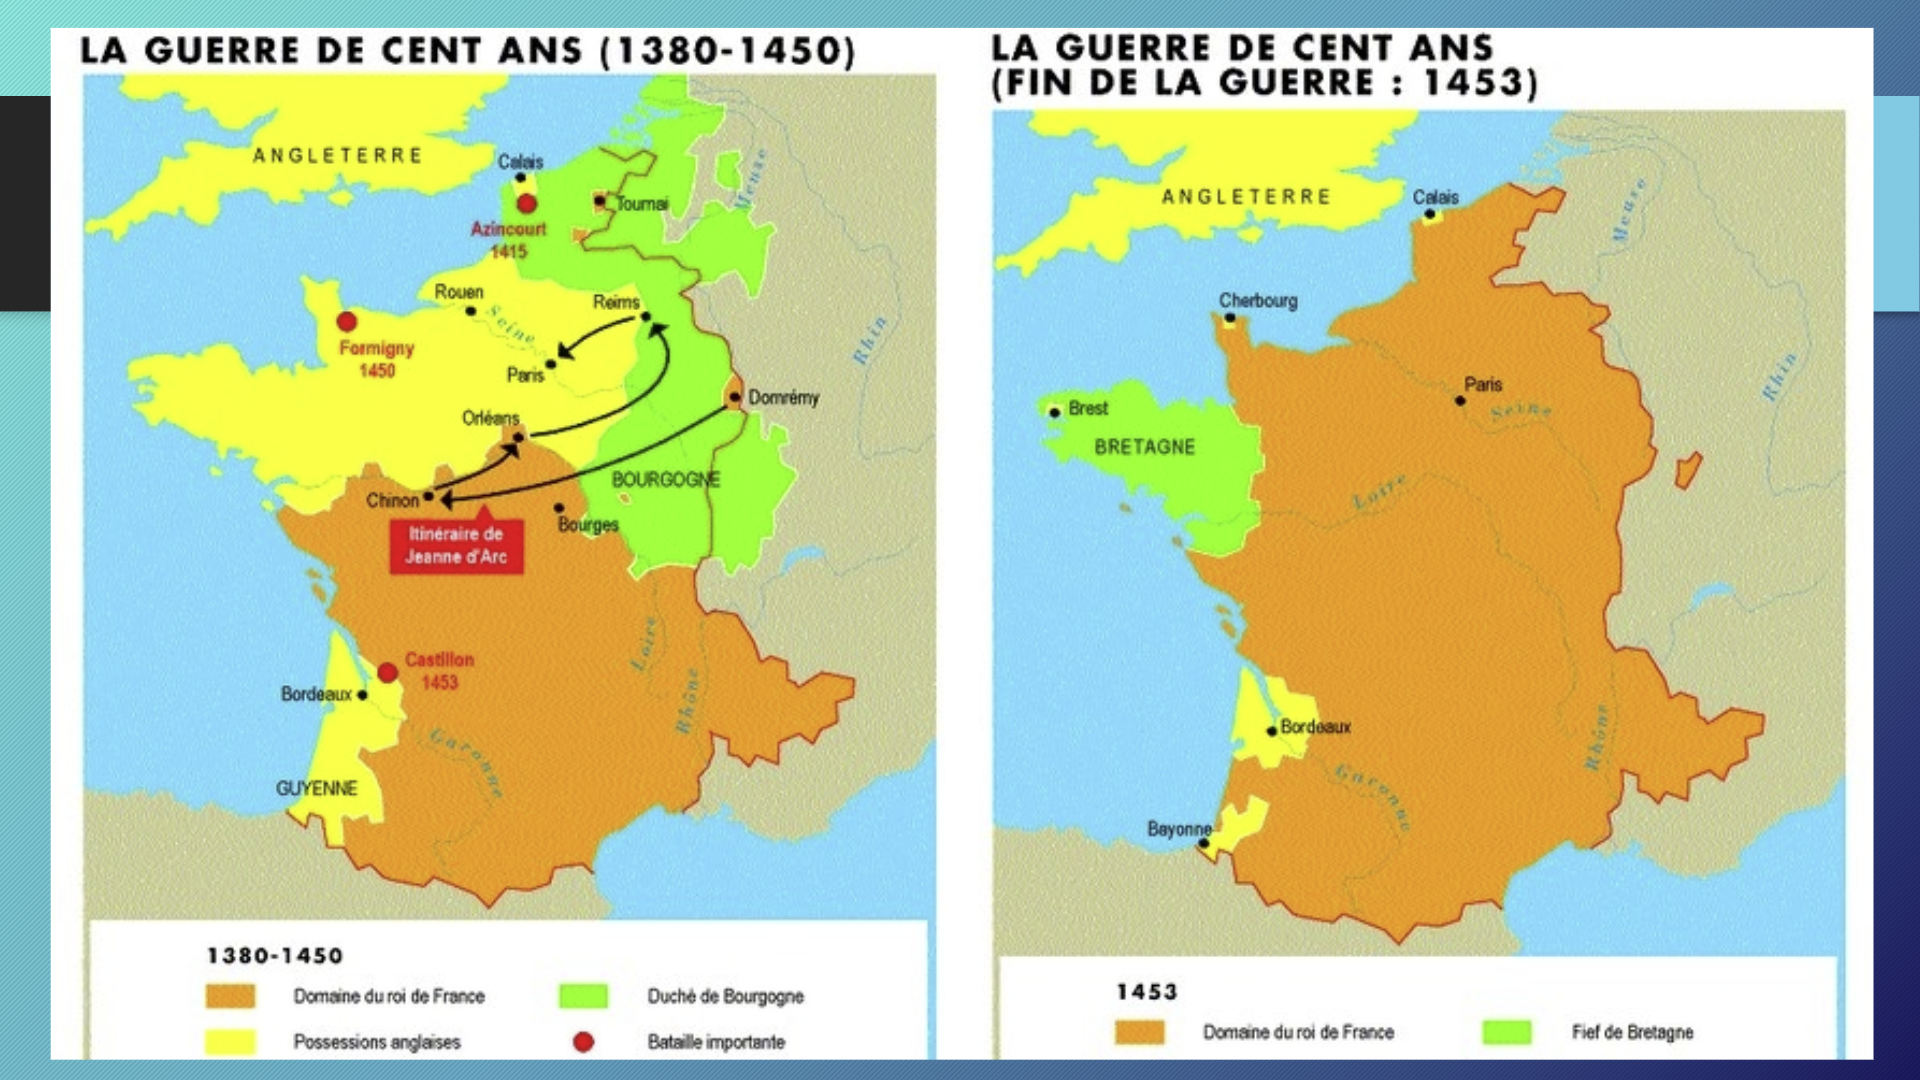 LA GUERRE DE CENT ANS (1380-1450)
ANGLETERRE
Calais
Meuse
Tournai
Azincourt
1415
Rouen
Reims
Seine
Rhin
Formigny
1450
Paris
Domrémy
Orléans
BOURGOGNE
Chinon
Bourges
Itinéraire de
Jeanne d'Arc
Loire
Castillon
1453
Rhône
Bordeaux
Garonne
GUYENNE
1380-1450
Domaine du roi de France
Duché de Bourgogne
Possessions anglaises
Bataille importante
LA GUERRE DE CENT ANS
(FIN DE LA GUERRE : 1453)
ANGLETERRE
Calais
Meuse
Cherbourg
Rhin
Paris
Seine
Brest
BRETAGNE
Loire
Bordeaux
Rhône
Garonne
Bayonne
1453
Domaine du roi de France
Fief de Bretagne